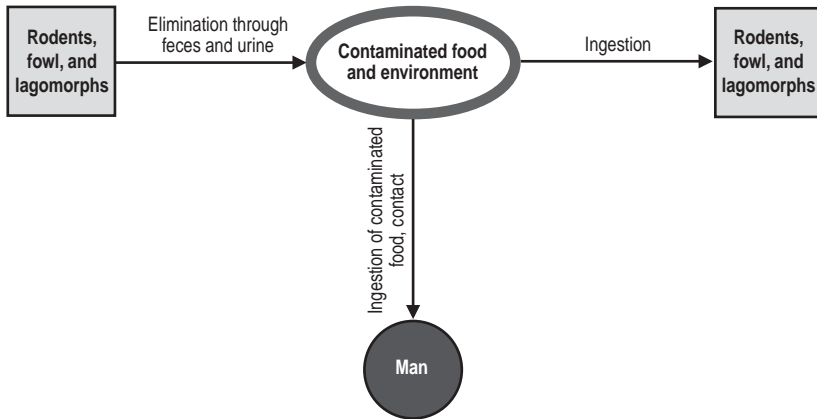 Rodents,
fowl, and
lagomorphs
Elimination through
feces and urine
Contaminated food
and environment
Ingestion
Rodents,
fowl, and
lagomorphs
Ingestion of contaminated
food, contact
Man